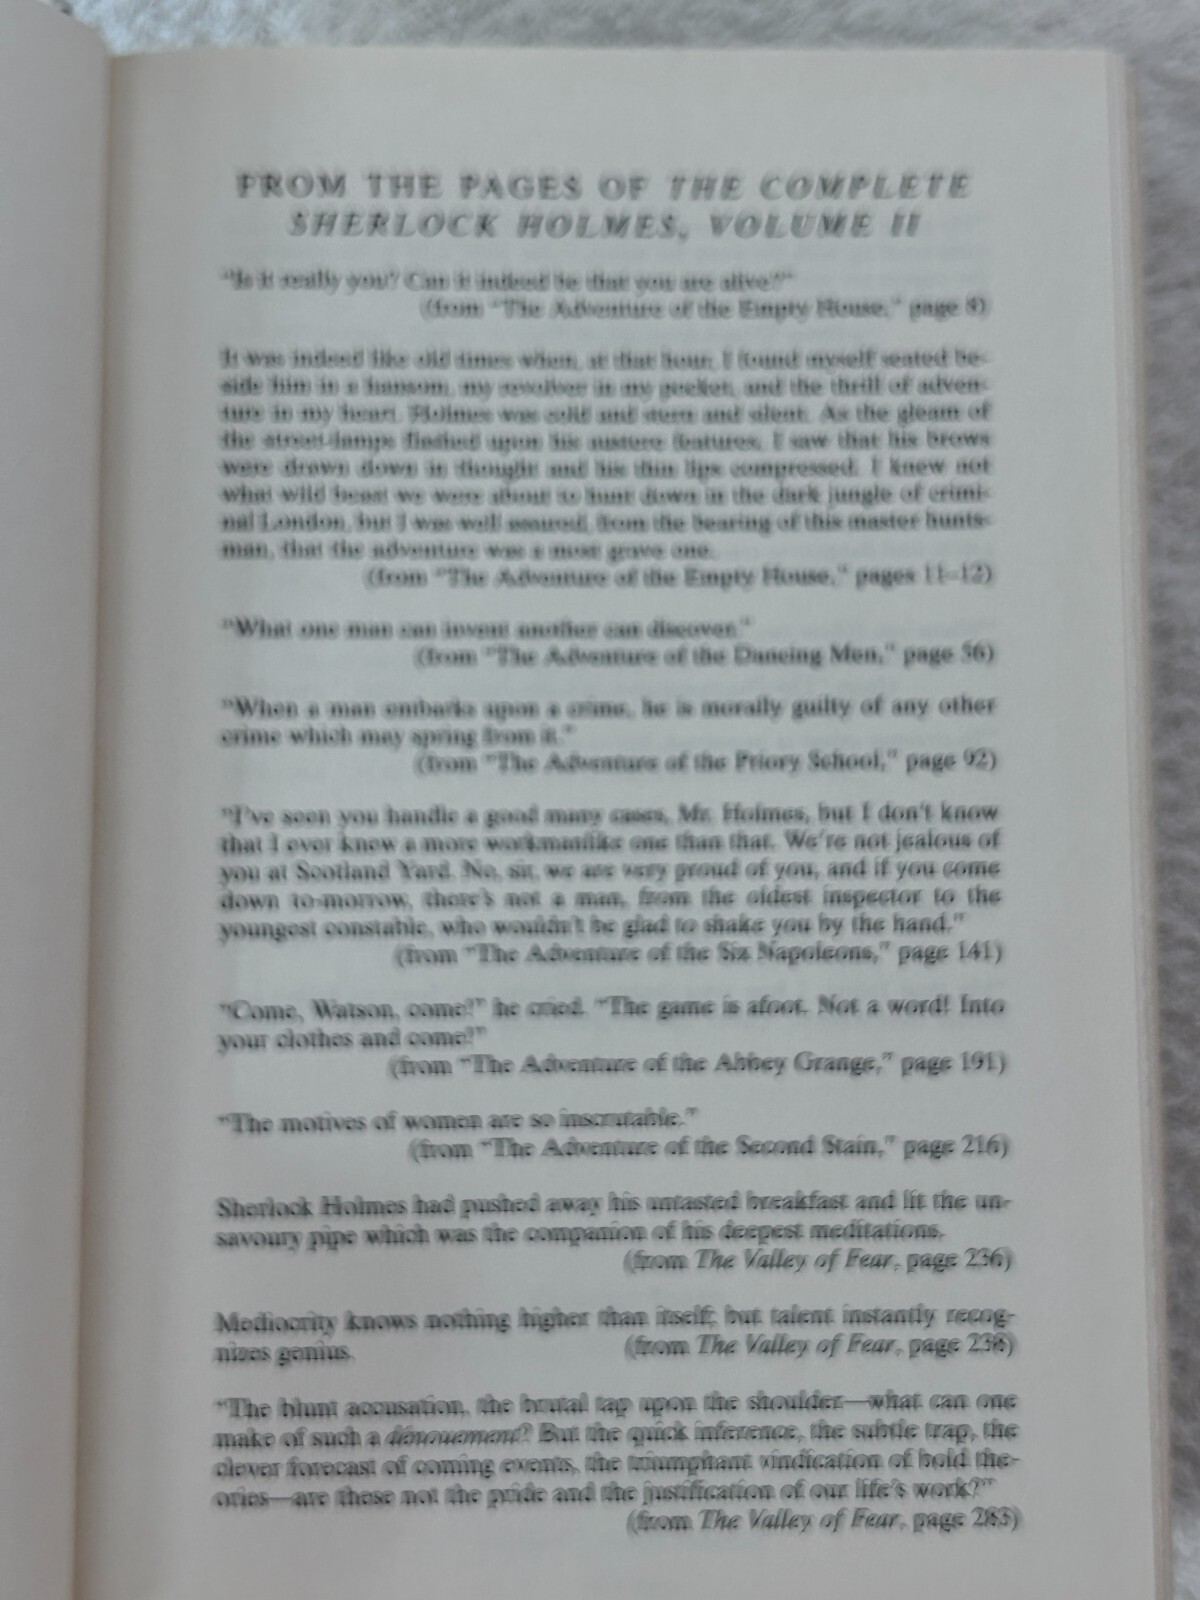 FROM THE PAGES OF THE COMPLETE
SHERLOCK HOLMES, VOLUME II
"Is it really you? Can it indeed be that you are alive?"
(from "The Adventure of the Empty House," page 8)
It was indeed like old times when, at that hour, I found myself seated be-
side him in a hansom, my revolver in my pocket, and the thrill of adven-
ture in my heart. Holmes was cold and stern and silent. As the gleam of
the street-lamps flashed upon his austere features, I saw that his brows
were drawn down in thought and his thin lips compressed. I knew not
what wild beast we were about to hunt down in the dark jungle of crimi-
nal London, but I was well assured, from the bearing of this master hunts-
man, that the adventure was a most grave one.
(from "The Adventure of the Empty House," pages 11–12)
"What one man can invent another can discover."
(from "The Adventure of the Dancing Men," page 56)
"When a man embarks upon a crime, he is morally guilty of any other
crime which may spring from it."
(from "The Adventure of the Priory School," page 92)
"I've seen you handle a good many cases, Mr. Holmes, but I don't know
that I ever knew a more workmanlike one than that. We're not jealous of
you at Scotland Yard. No, sir, we are very proud of you, and if you come
down to-morrow, there's not a man, from the oldest inspector to the
youngest constable, who wouldn't be glad to shake you by the hand."
(from "The Adventure of the Six Napoleons," page 141)
"Come, Watson, come!" he cried. "The game is afoot. Not a word! Into
your clothes and come!"
(from "The Adventure of the Abbey Grange," page 191)
"The motives of women are so inscrutable."
(from "The Adventure of the Second Stain," page 216)
Sherlock Holmes had pushed away his untasted breakfast and lit the un-
savoury pipe which was the companion of his deepest meditations.
(from The Valley of Fear, page 236)
Mediocrity knows nothing higher than itself; but talent instantly recog-
nizes genius. (from The Valley of Fear, page 238)
"The blunt accusation, the brutal tap upon the shoulder—what can one
make of such a dénouement? But the quick inference, the subtle trap, the
clever forecast of coming events, the triumphant vindication of bold the-
ories—are these not the pride and the justification of our life's work?"
(from The Valley of Fear, page 283)